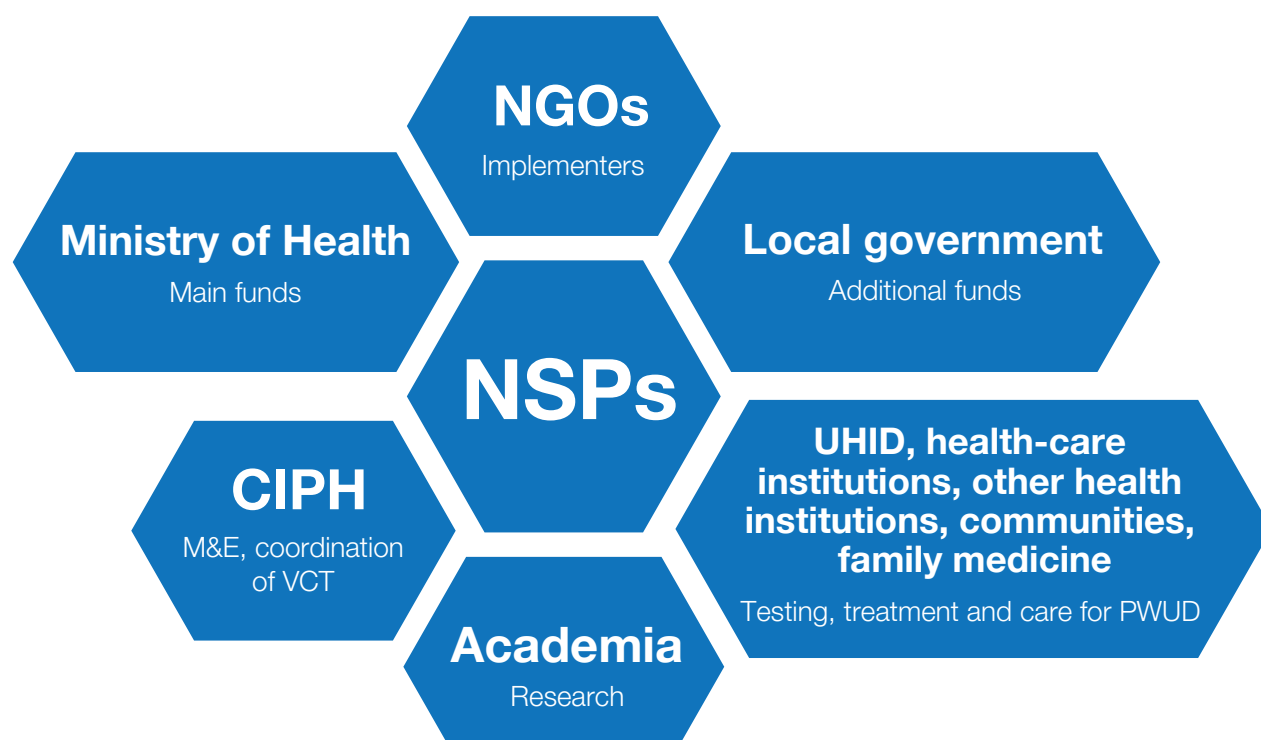 NGOs
Implementers
Ministry of Health
Main funds
Local government
Additional funds
NSPs
CIPH
M&E, coordination
of VCT
UHID, health-care
institutions, other health
institutions, communities,
family medicine
Testing, treatment and care for PWUD
Academia
Research